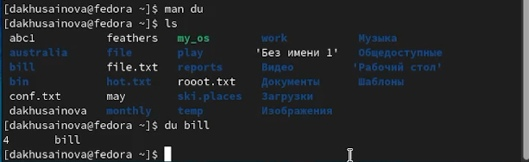 [dakhusainova@fedora ~]$ man du
[dakhusainova@fedora ~]$ ls
abc1 feathers my_os work Музыка
australia file play 'Без имени 1' Общедоступные
bill file.txt reports Видео 'Рабочий стол'
bin hot.txt rooot.txt Документы Шаблоны
conf.txt may ski.places Загрузки
dakhusainova monthly temp Изображения
[dakhusainova@fedora ~]$ du bill
4 bill
[dakhusainova@fedora ~]$